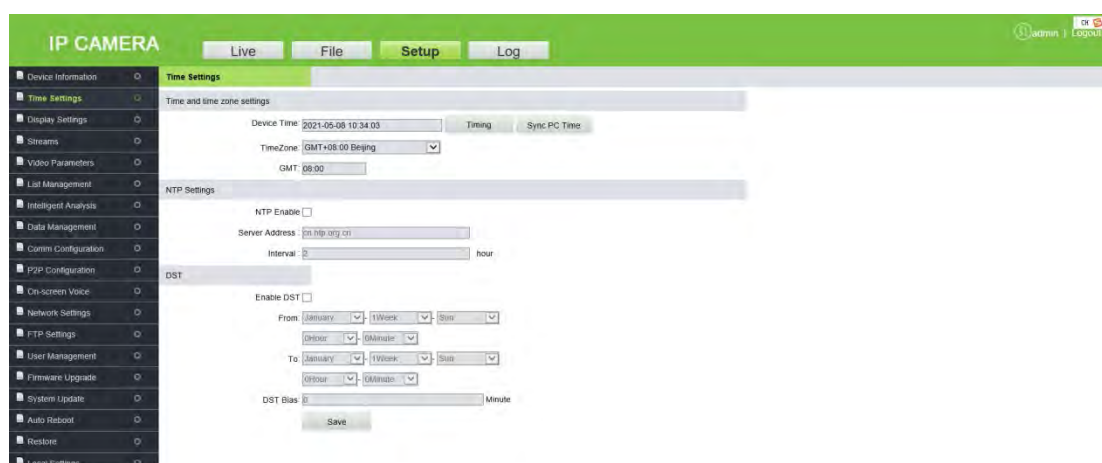 IP CAMERA
Live File Setup Log
admin | Logout
CH
Device Information
Time Settings
Display Settings
Streams
Video Parameters
List Management
Intelligent Analysis
Data Management
Comm Configuration
P2P Configuration
On-screen Voice
Network Settings
FTP Settings
User Management
Firmware Upgrade
System Update
Auto Reboot
Restore
Time Settings
Time and time zone settings
Device Time: 2021-05-08 10:34:03 Timing Sync PC Time
TimeZone: GMT+08:00 Beijing
GMT: 08:00
NTP Settings
NTP Enable
Server Address : cn.ntp.org.cn
Interval : 2 hour
DST
Enable DST
From: January - 1Week - Sun
0Hour - 0Minute
To: January - 1Week - Sun
0Hour - 0Minute
DST Bias 0 Minute
Save